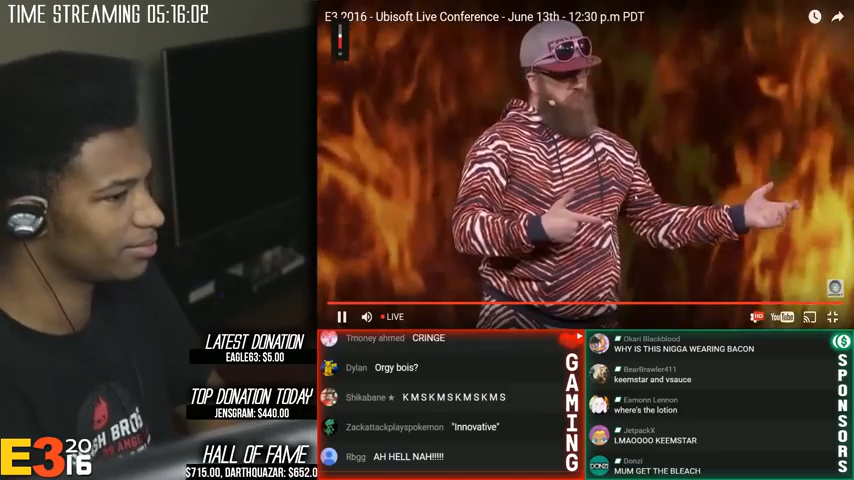 TIME STREAMING 05:16:02
E3 2016 - Ubisoft Live Conference - June 13th - 12:30 p.m PDT
LIVE
HD
YouTube
LATEST DONATION
EAGLE63: $5.00
TOP DONATION TODAY
JENSGRAM: $440.00
HALL OF FAME
$715.00, DARTHQUAZAR: $652.0
E3 2016
Tmoney ahmed CRINGE
Dylan Orgy bois?
Shikabane K M S K M S K M S K M S
Zackattackplayspokemon "Innovative"
Rbgg AH HELL NAH!!!!!
GAMING
Okari Blackblood
WHY IS THIS NIGGA WEARING BACON
BearBrawler411
keemstar and vsauce
Eamonn Lennon
where's the lotion
JetpackX
LMAOOOO KEEMSTAR
DONZI
Donzi
MUM GET THE BLEACH
SPONSORS